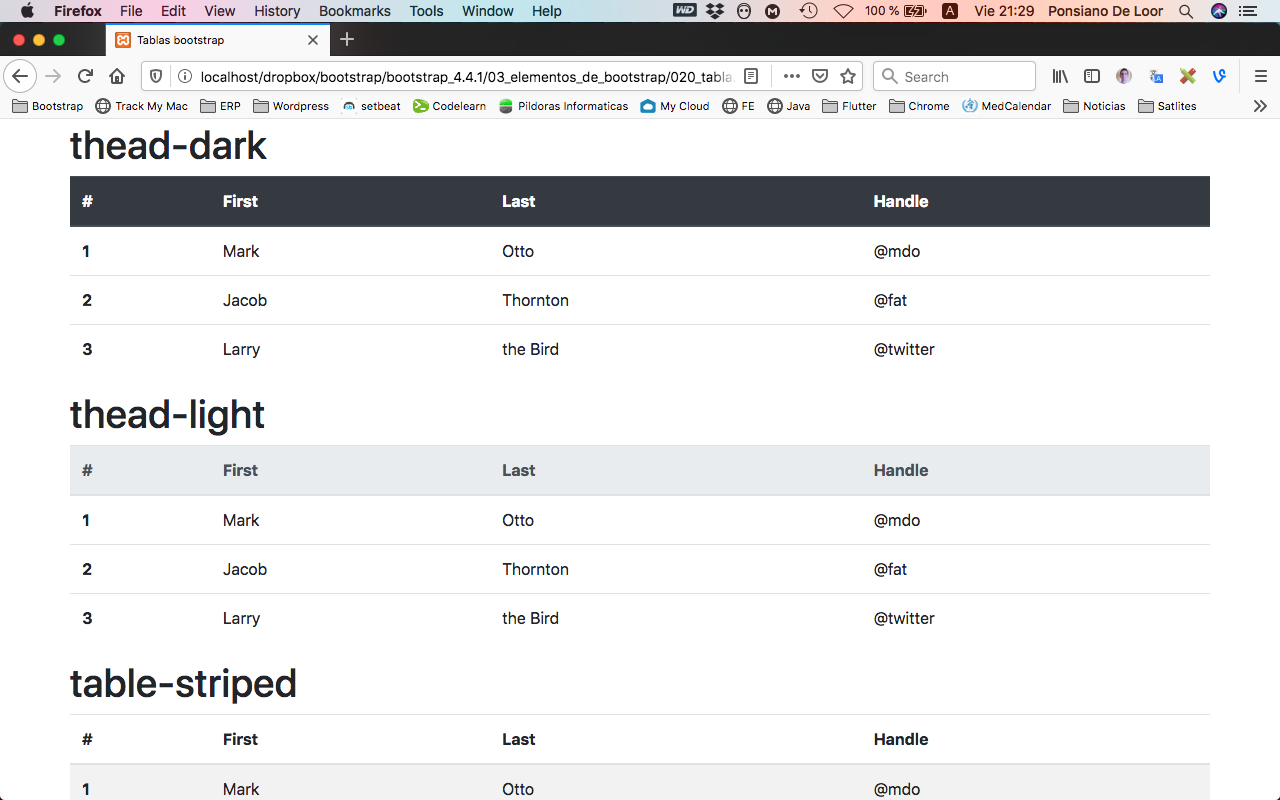 Firefox File Edit View History Bookmarks Tools Window Help WD M 100 % A Vie 21:29 Ponsiano De Loor
Tablas bootstrap
localhost/dropbox/bootstrap/bootstrap_4.4.1/03_elementos_de_bootstrap/020_tabla. Search
Bootstrap Track My Mac ERP Wordpress setbeat Codelearn Pildoras Informaticas My Cloud FE Java Flutter Chrome MedCalendar Noticias Satlites
thead-dark
# First Last Handle
1 Mark Otto @mdo
2 Jacob Thornton @fat
3 Larry the Bird @twitter
thead-light
# First Last Handle
1 Mark Otto @mdo
2 Jacob Thornton @fat
3 Larry the Bird @twitter
table-striped
# First Last Handle
1 Mark Otto @mdo